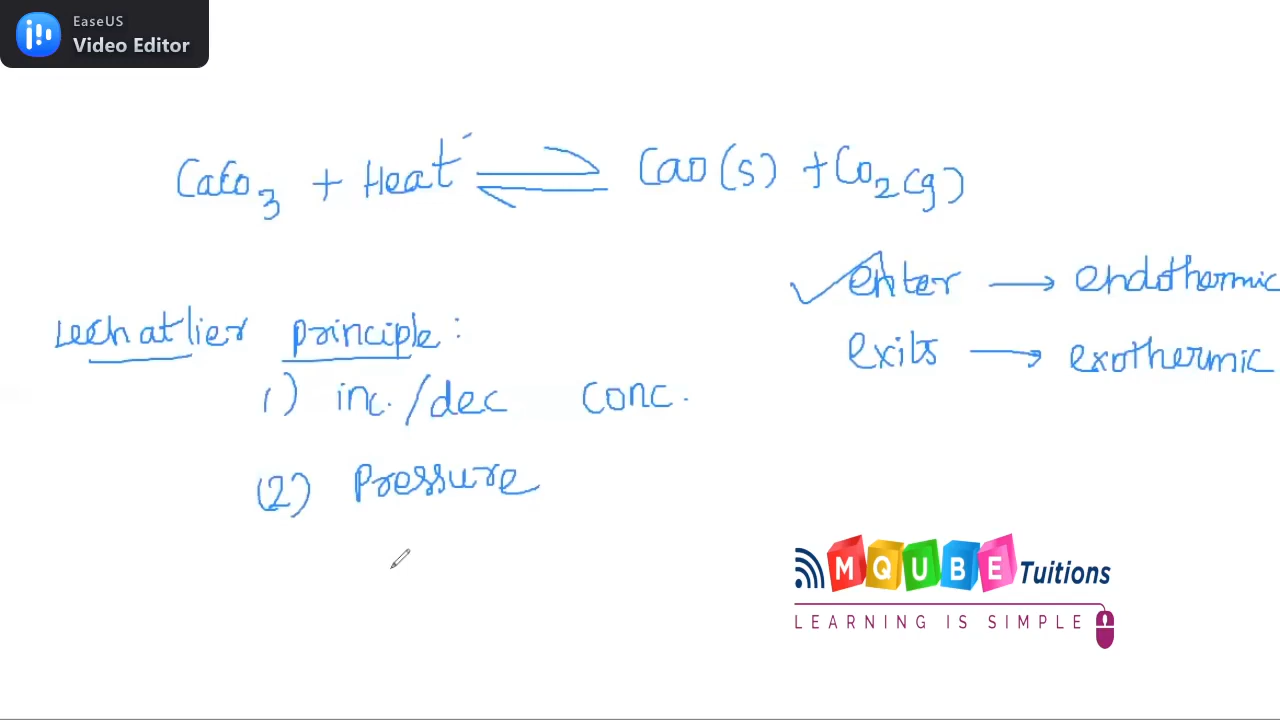 EaseUS
Video Editor
CaCo3 + Heat ⇌ Cao(s) + Co2(g)
enter → endothermic
Lechatlier principle:
exits → exothermic
1) inc./dec conc.
(2) Pressure
MQUBE Tuitions
LEARNING IS SIMPLE